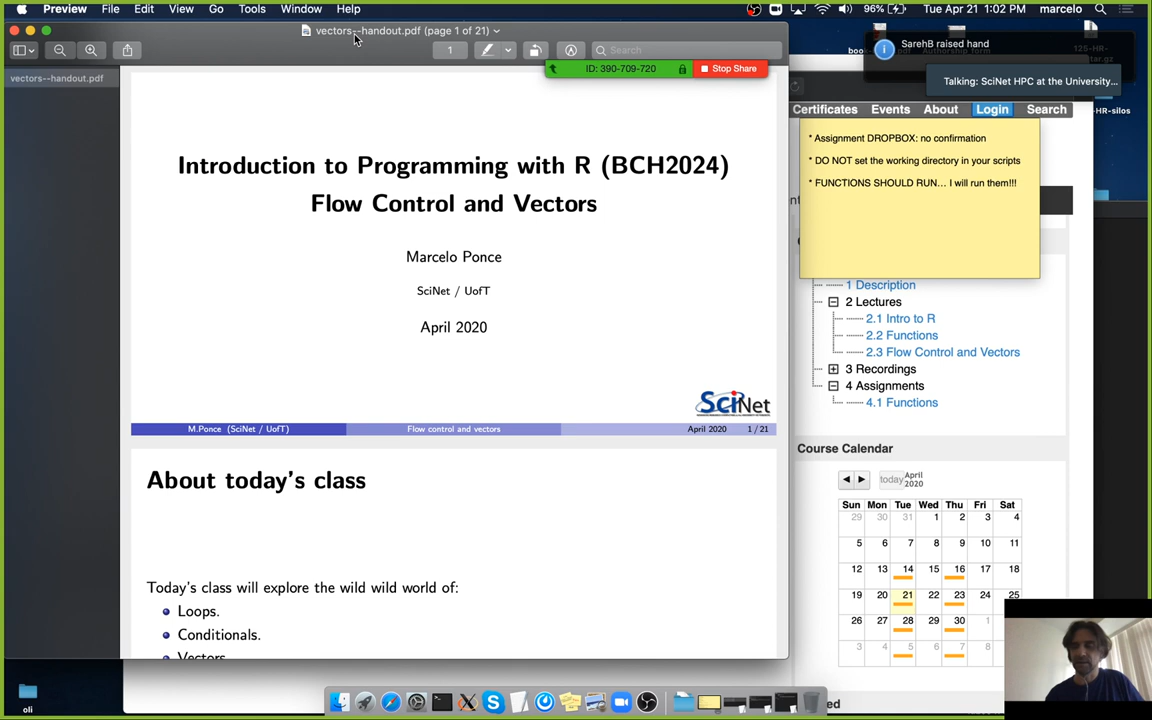 Preview File Edit View Go Tools Window Help 96% Tue Apr 21 1:02 PM marcelo
vectors--handout.pdf (page 1 of 21)
1 Search
ID: 390-709-720 Stop Share
vectors--handout.pdf
SarehB raised hand
Talking: SciNet HPC at the University...
125-HR-
tar.gz
-HR-silos
Certificates Events About Login Search
* Assignment DROPBOX: no confirmation
* DO NOT set the working directory in your scripts
* FUNCTIONS SHOULD RUN... I will run them!!!
Introduction to Programming with R (BCH2024)
Flow Control and Vectors
Marcelo Ponce
SciNet / UofT
April 2020
SciNet
M.Ponce (SciNet / UofT) Flow control and vectors April 2020 1 / 21
About today's class
Today's class will explore the wild wild world of:
Loops.
Conditionals.
Vectors
1 Description
2 Lectures
2.1 Intro to R
2.2 Functions
2.3 Flow Control and Vectors
3 Recordings
4 Assignments
4.1 Functions
Course Calendar
today April
2020
Sun Mon Tue Wed Thu Fri Sat
29 30 31 1 2 3 4
5 6 7 8 9 10 11
12 13 14 15 16 17 18
19 20 21 22 23 24 25
26 27 28 29 30 1
3 4 5 6 7 8
oli